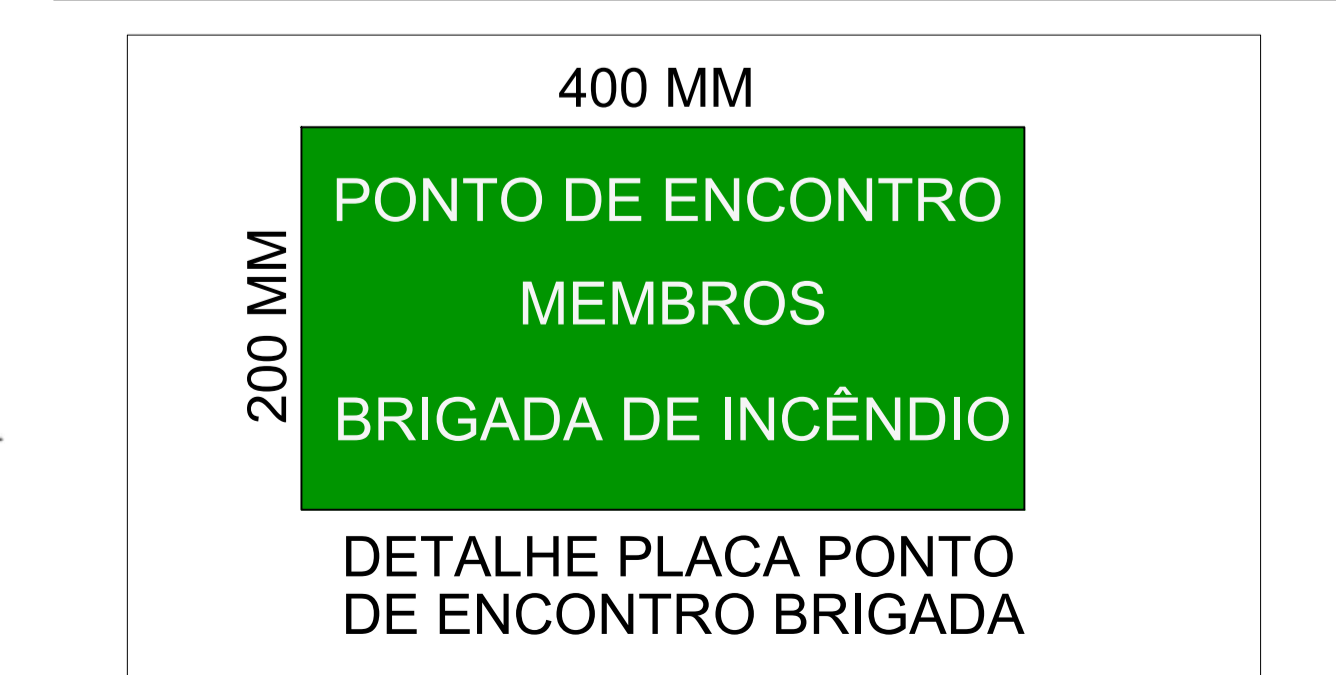 400 MM
200 MM
PONTO DE ENCONTRO
MEMBROS
BRIGADA DE INCÊNDIO
DETALHE PLACA PONTO
DE ENCONTRO BRIGADA